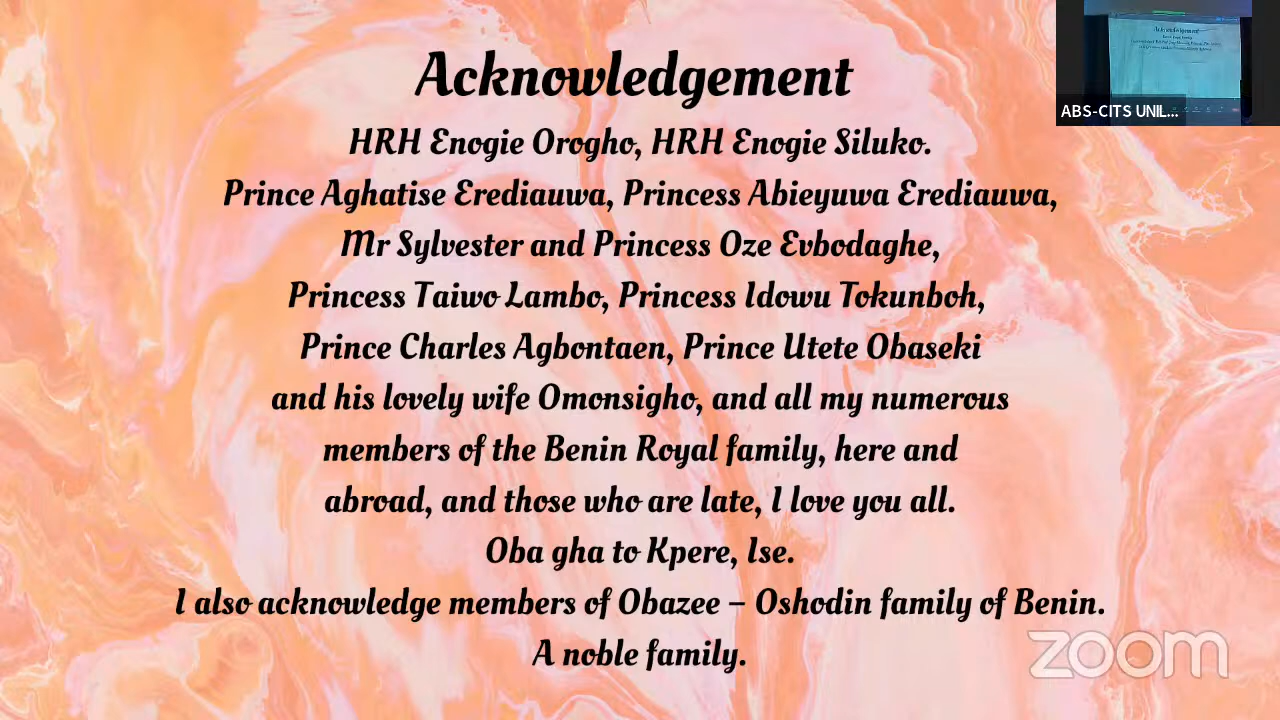 Acknowledgement
HRH Enogie Orogho, HRH Enogie Siluko.
Prince Aghatise Erediauwa, Princess Abieyuwa Erediauwa,
Mr Sylvester and Princess Oze Evbodaghe,
Princess Taiwo Lambo, Princess Idowu Tokunboh,
Prince Charles Agbontaen, Prince Utete Obaseki
and his lovely wife Omonsigho, and all my numerous
members of the Benin Royal family, here and
abroad, and those who are late, I love you all.
Oba gha to Kpere, Ise.
I also acknowledge members of Obazee – Oshodin family of Benin.
A noble family.
ABS-CITS UNIL...
zoom